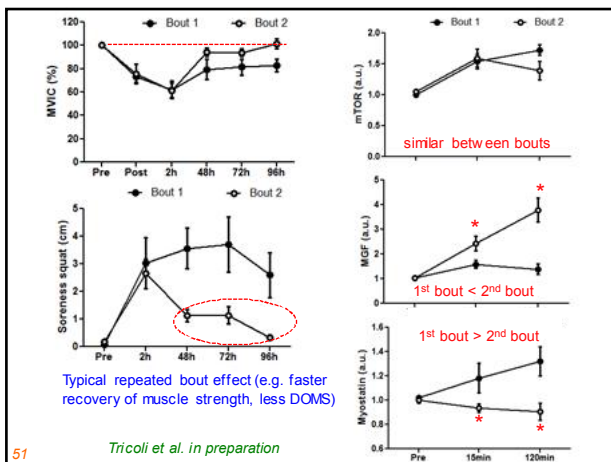 Bout 1 Bout 2
MVIC (%)
120
100
80
60
40
20
0
Pre Post 2h 48h 72h 96h
Bout 1
Bout 2
Soreness squat (cm)
5
4
3
2
1
0
Pre 2h 48h 72h 96h
Typical repeated bout effect (e.g. faster
recovery of muscle strength, less DOMS)
51
Tricoli et al. in preparation
Bout 1 Bout 2
mTOR (a.u.)
2.0
1.5
1.0
0.5
0.0
similar between bouts
MGF (a.u.)
5
4
3
2
1
0
* *
1st bout < 2nd bout
Myostatin (a.u.)
1.6
1.4
1.2
1.0
0.8
0.6
1st bout > 2nd bout
* *
Pre 15min 120min